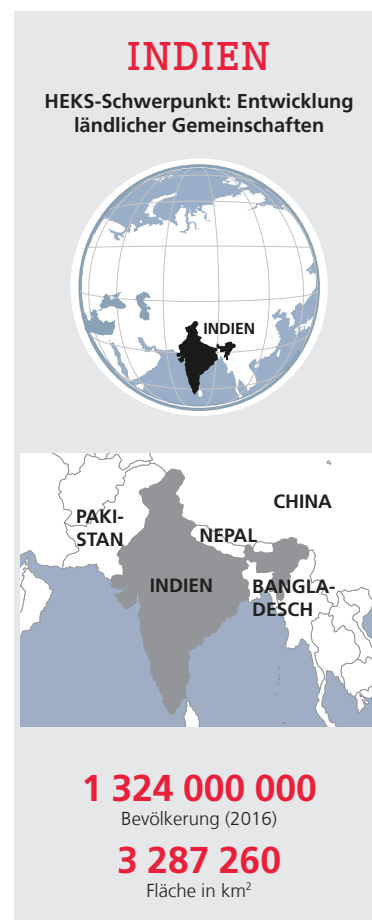 INDIEN
HEKS-Schwerpunkt: Entwicklung
ländlicher Gemeinschaften
INDIEN
CHINA
PAKI-
STAN
NEPAL
INDIEN
BANGLA-
DESCH
1 324 000 000
Bevölkerung (2016)
3 287 260
Fläche in km²